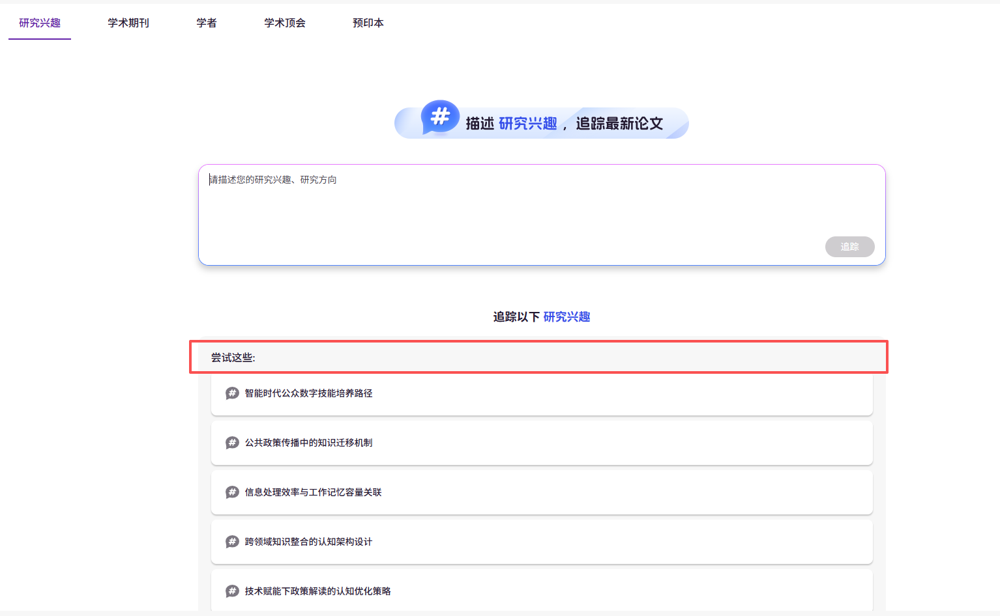 研究兴趣 学术期刊 学者 学术顶会 预印本
# 描述 研究兴趣 ，追踪最新论文
请描述您的研究兴趣、研究方向
追踪
追踪以下 研究兴趣
尝试这些:
# 智能时代公众数字技能培养路径
# 公共政策传播中的知识迁移机制
# 信息处理效率与工作记忆容量关联
# 跨领域知识整合的认知架构设计
# 技术赋能下政策解读的认知优化策略